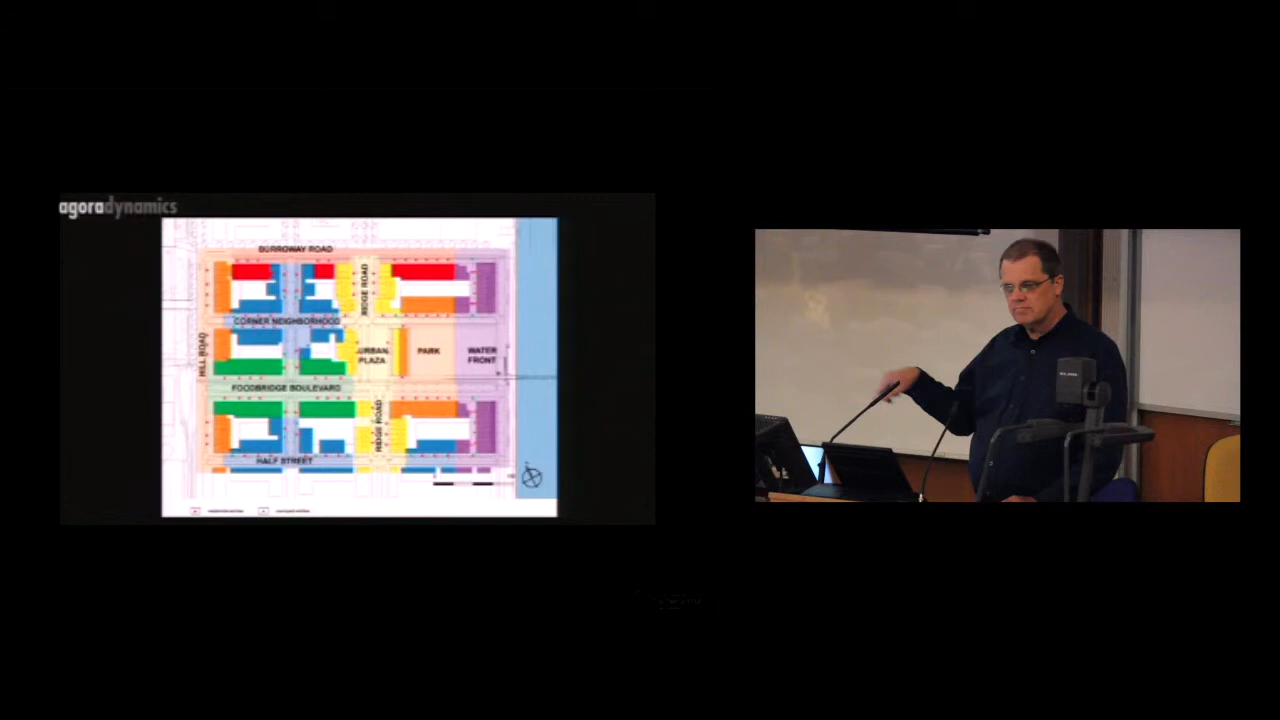 agoradynamics
BURROWAY ROAD
RIDGE ROAD
CORNER NEIGHBORHOOD
HILL ROAD
URBAN
PLAZA
PARK
WATER
FRONT
FOODBRIDGE BOULEVARD
RIDGE ROAD
HALF STREET